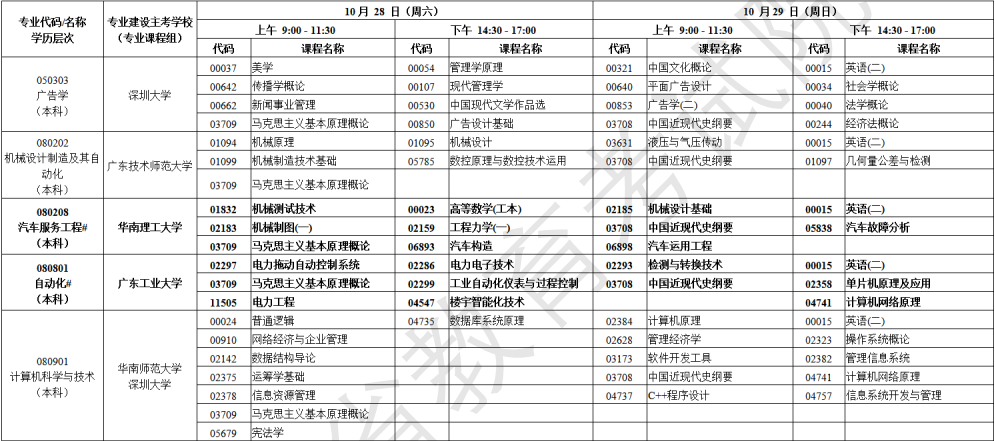 专业代码/名称 专业建设主考学校 10 月 28 日（周六） 10 月 29 日（周日）
学历层次 （专业课程组） 上午 9:00 - 11:30 下午 14:30 - 17:00 上午 9:00 - 11:30 下午 14:30 - 17:00
代码 课程名称 代码 课程名称 代码 课程名称 代码 课程名称
050303
广告学
（本科）
深圳大学
00037 美学 00054 管理学原理 00321 中国文化概论 00015 英语(二)
00642 传播学概论 00107 现代管理学 00640 平面广告设计 00034 社会学概论
00662 新闻事业管理 00530 中国现代文学作品选 00853 广告学(二) 00040 法学概论
03709 马克思主义基本原理概论 00850 广告设计基础 03708 中国近现代史纲要 00244 经济法概论
080202
机械设计制造及其自
动化
（本科）
广东技术师范大学
01094 机械原理 01095 机械设计 03631 液压与气压传动 00015 英语(二)
01099 机械制造技术基础 05785 数控原理与数控技术运用 03708 中国近现代史纲要 01097 几何量公差与检测
03709 马克思主义基本原理概论
080208
汽车服务工程#
（本科）
华南理工大学
01832 机械测试技术 00023 高等数学(工本) 02185 机械设计基础 00015 英语(二)
02183 机械制图(一) 02159 工程力学(一) 03708 中国近现代史纲要 05838 汽车故障分析
03709 马克思主义基本原理概论 06893 汽车构造 06898 汽车运用工程
080801
自动化#
（本科）
广东工业大学
02297 电力拖动自动控制系统 02286 电力电子技术 02293 检测与转换技术 00015 英语(二)
03709 马克思主义基本原理概论 02299 工业自动化仪表与过程控制 03708 中国近现代史纲要 02358 单片机原理及应用
11505 电力工程 04547 楼宇智能化技术 04741 计算机网络原理
080901
计算机科学与技术
（本科）
华南师范大学
深圳大学
00024 普通逻辑 04735 数据库系统原理 02384 计算机原理 00015 英语(二)
00910 网络经济与企业管理 02628 管理经济学 02323 操作系统概论
02142 数据结构导论 03173 软件开发工具 02382 管理信息系统
02375 运筹学基础 03708 中国近现代史纲要 04741 计算机网络原理
02378 信息资源管理 04737 C++程序设计 04757 信息系统开发与管理
03709 马克思主义基本原理概论
05679 宪法学
省教育考试院